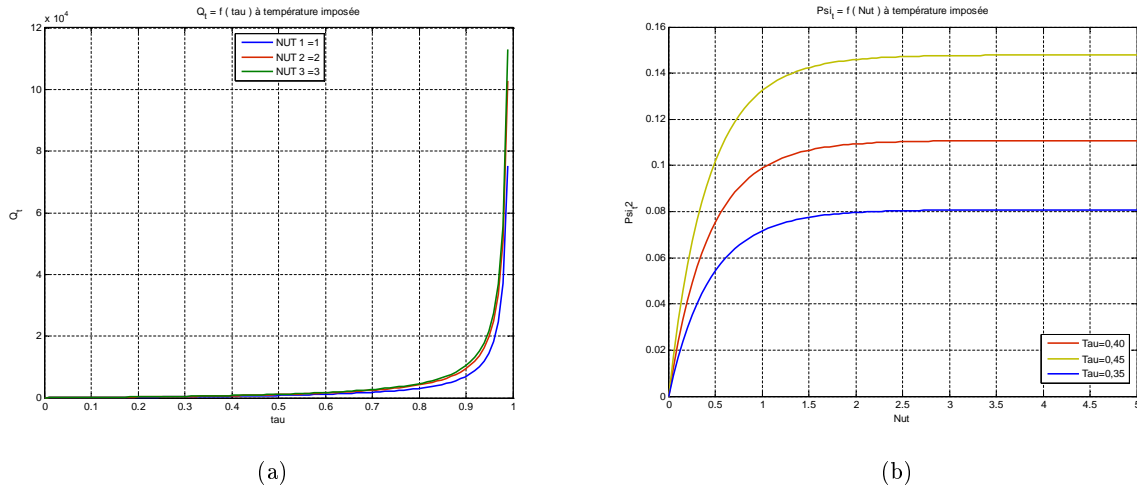 Q_t = f ( tau) à température imposée
x 10^4
12
10
8
6
4
2
0
Q_t
NUT 1 =1
NUT 2 =2
NUT 3 =3
0 0.1 0.2 0.3 0.4 0.5 0.6 0.7 0.8 0.9 1
tau
(a)
Psi_t = f ( Nut ) à température imposée
0.16
0.14
0.12
0.1
0.08
0.06
0.04
0.02
0
Psi_t2
Tau=0,40
Tau=0,45
Tau=0,35
0 0.5 1 1.5 2 2.5 3 3.5 4 4.5 5
Nut
(b)